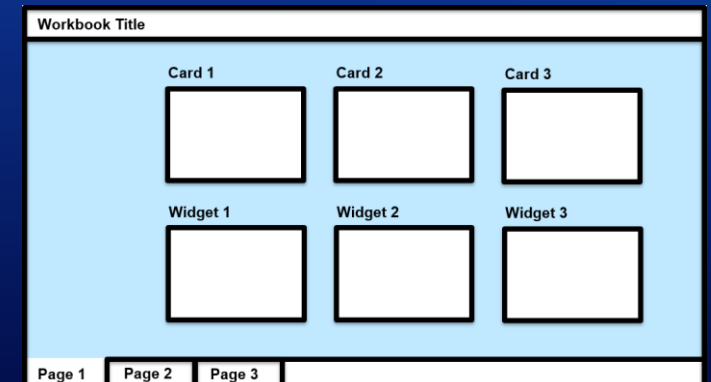 Workbook Title
Card 1 Card 2 Card 3
Widget 1 Widget 2 Widget 3
Page 1 Page 2 Page 3